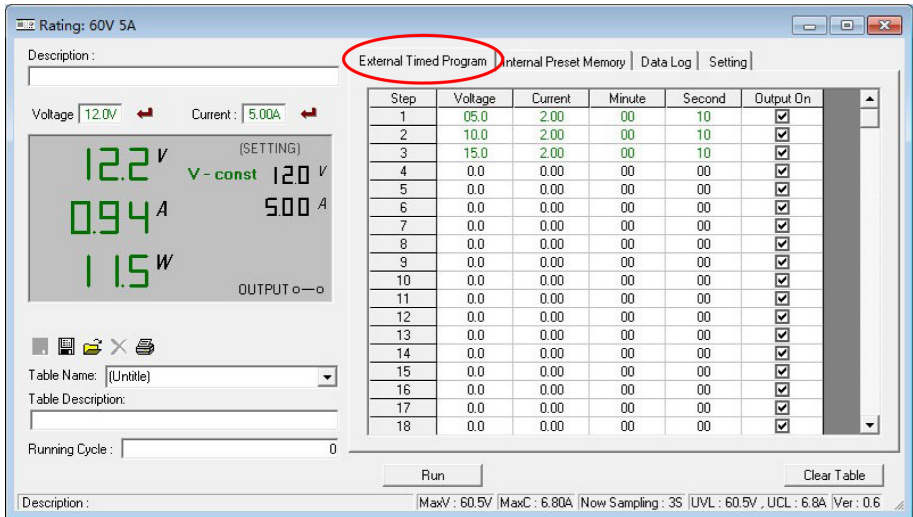 Rating: 60V 5A
Description :
Voltage 12.0V Current : 5.00A
12.2 V
(SETTING)
V - const 12.0 V
0.94 A
5.00 A
11.5 W
OUTPUT
Table Name: (Untitle)
Table Description:
Running Cycle : 0
External Timed Program Internal Preset Memory Data Log Setting
Step Voltage Current Minute Second Output On
1 05.0 2.00 00 10
2 10.0 2.00 00 10
3 15.0 2.00 00 10
4 0.0 0.00 00 00
5 0.0 0.00 00 00
6 0.0 0.00 00 00
7 0.0 0.00 00 00
8 0.0 0.00 00 00
9 0.0 0.00 00 00
10 0.0 0.00 00 00
11 0.0 0.00 00 00
12 0.0 0.00 00 00
13 0.0 0.00 00 00
14 0.0 0.00 00 00
15 0.0 0.00 00 00
16 0.0 0.00 00 00
17 0.0 0.00 00 00
18 0.0 0.00 00 00
Run Clear Table
Description : MaxV : 60.5V MaxC : 6.80A Now Sampling : 3S UVL : 60.5V , UCL : 6.8A Ver : 0.6